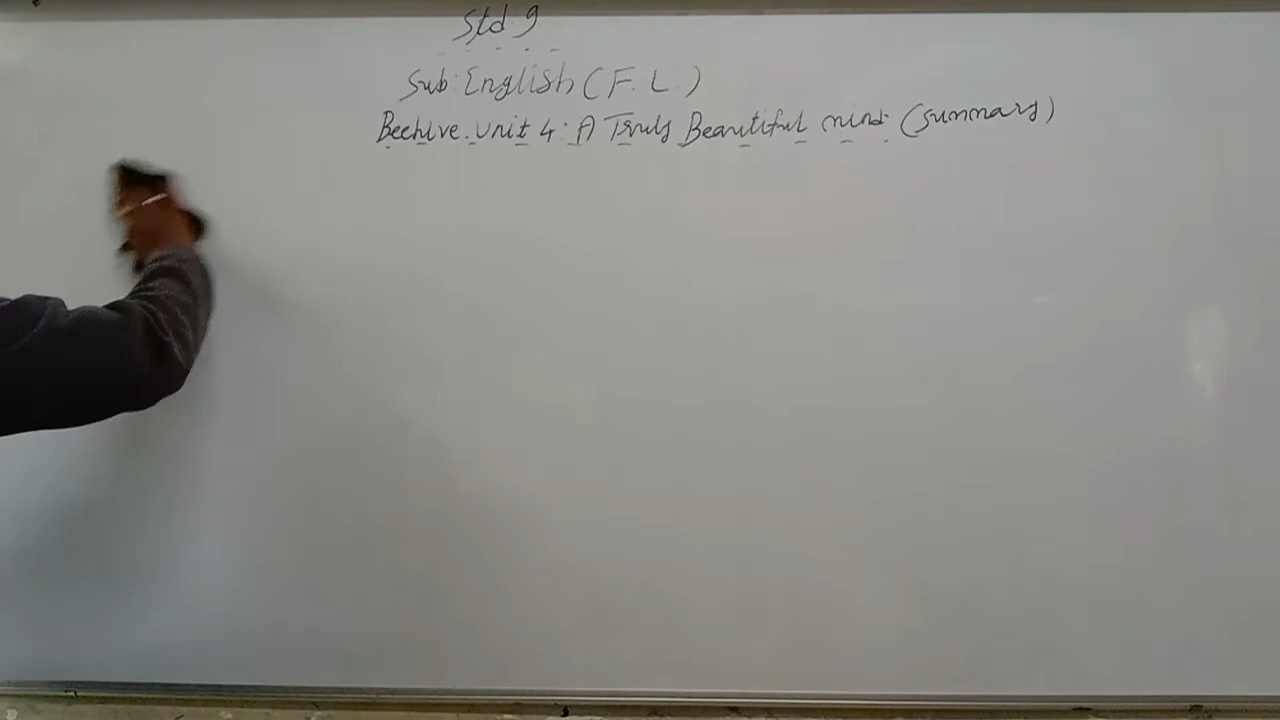 Std 9
Sub: English (F.L.)
Beehive. Unit 4: A Truly Beautiful mind (Summary)